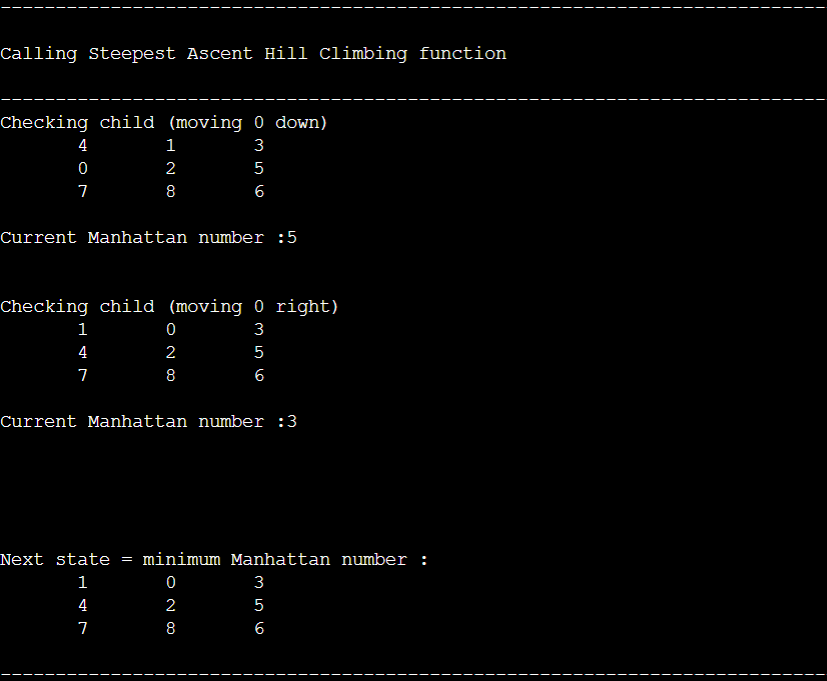 --------------------------------------------------------------------------
Calling Steepest Ascent Hill Climbing function
--------------------------------------------------------------------------
Checking child (moving 0 down)
4 1 3
0 2 5
7 8 6
Current Manhattan number :5
Checking child (moving 0 right)
1 0 3
4 2 5
7 8 6
Current Manhattan number :3
Next state = minimum Manhattan number :
1 0 3
4 2 5
7 8 6
--------------------------------------------------------------------------